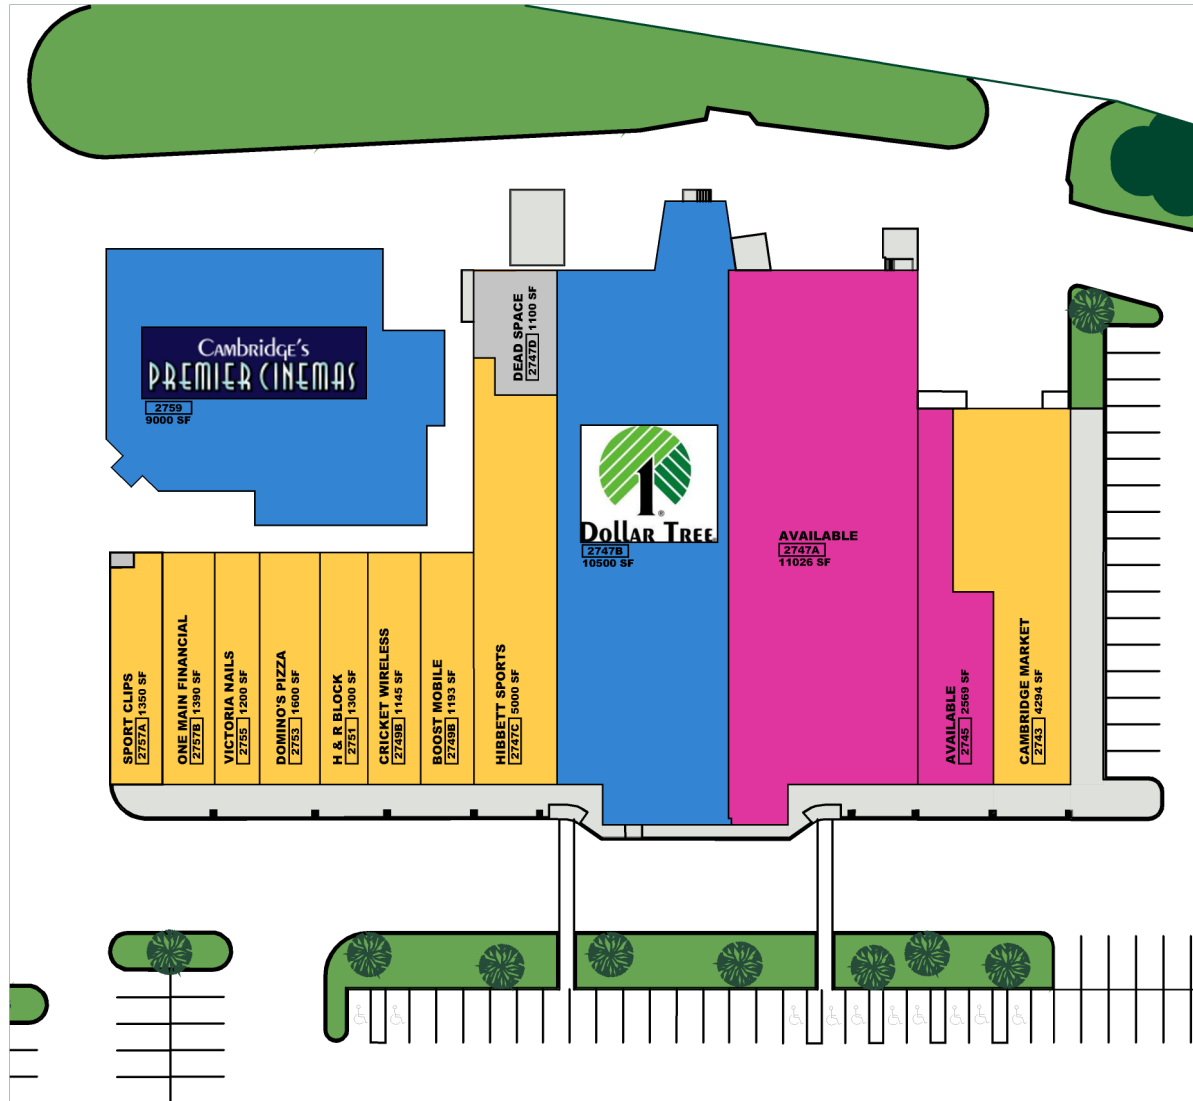 CAMBRIDGE'S
PREMIER CINEMAS
2759
9000 SF
DEAD SPACE
2747D 1100 SF
1
®
DOLLAR TREE
2747B
10500 SF
AVAILABLE
2747A
11026 SF
SPORT CLIPS
2757A 1350 SF
ONE MAIN FINANCIAL
2757B 1390 SF
VICTORIA NAILS
2755 1200 SF
DOMINO'S PIZZA
2753 1600 SF
H & R BLOCK
2751 1300 SF
CRICKET WIRELESS
2749B 1145 SF
BOOST MOBILE
2749B 1193 SF
HIBBETT SPORTS
2747C 5000 SF
AVAILABLE
2745 2569 SF
CAMBRIDGE MARKET
2743 4294 SF